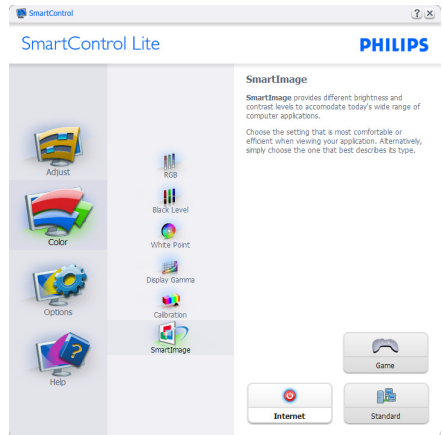 SmartControl
SmartControl Lite
PHILIPS
Adjust
Color
Options
Help
RGB
Black Level
White Point
Display Gamma
Calibration
SmartImage
SmartImage
SmartImage provides different brightness and
contrast levels to accomodate today's wide range of
computer applications.
Choose the setting that is most comfortable or
efficient when viewing your application. Alternatively,
simply choose the one that best describes its type.
Game
Internet
Standard